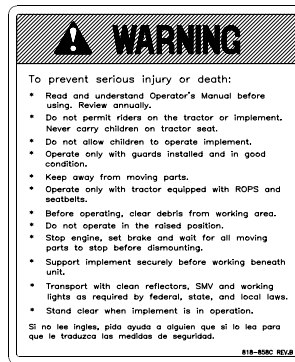 WARNING
To prevent serious injury or death:
* Read and understand Operator's Manual before
using. Review annually.
* Do not permit riders on the tractor or implement.
Never carry children on tractor seat.
* Do not allow children to operate implement.
* Operate only with guards installed and in good
condition.
* Keep away from moving parts.
* Operate only with tractor equipped with ROPS and
seatbelts.
* Before operating, clear debris from working area.
* Do not operate in the raised position.
* Stop engine, set brake and wait for all moving
parts to stop before dismounting.
* Support implement securely before working beneath
unit.
* Transport with clean reflectors, SMV and working
lights as required by federal, state, and local laws.
* Stand clear when implement is in operation.
Si no lee ingles, pida ayuda a alguien que si lo lea para
que le traduzca las medidas de seguridad.
818-858C REV.B